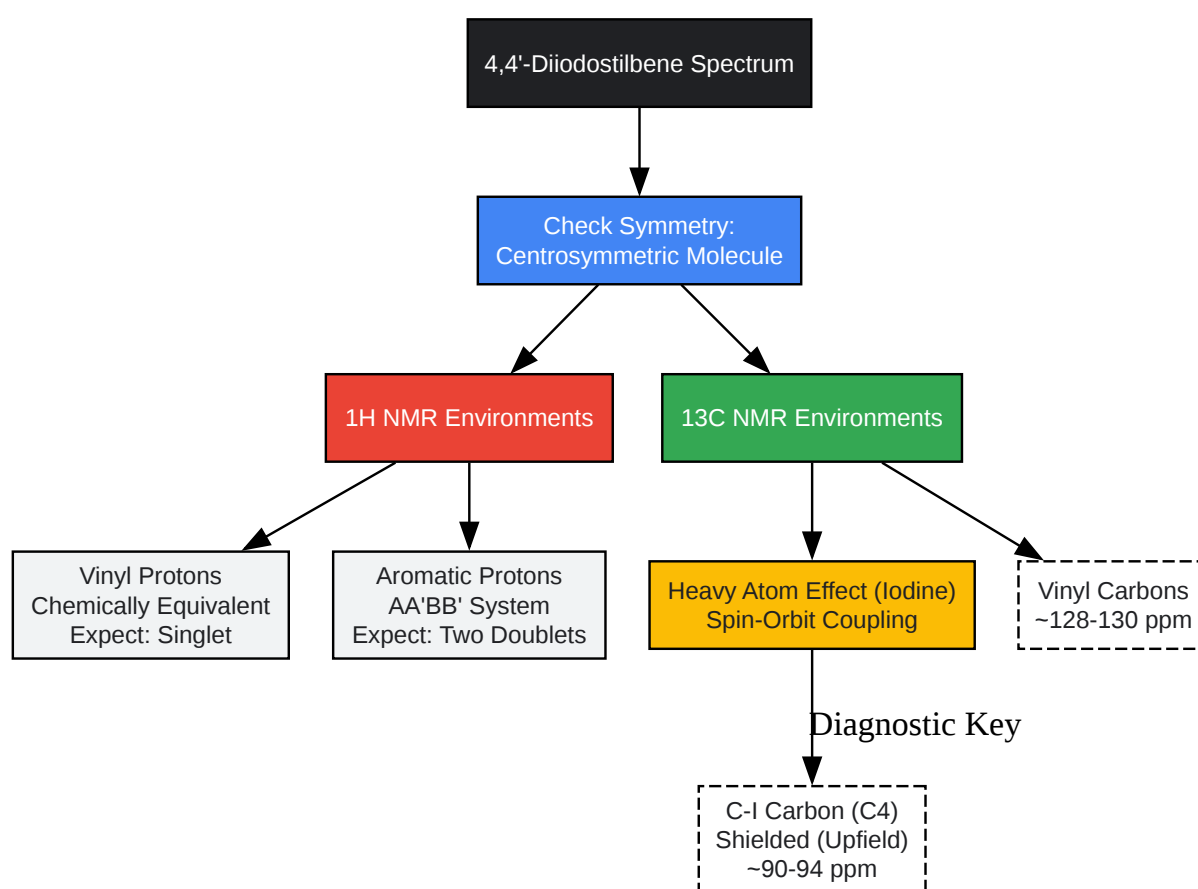 4,4'-Diiodostilbene Spectrum
Check Symmetry:
Centrosymmetric Molecule
1H NMR Environments
13C NMR Environments
Vinyl Protons
Chemically Equivalent
Expect: Singlet
Aromatic Protons
AA'BB' System
Expect: Two Doublets
Heavy Atom Effect (Iodine)
Spin-Orbit Coupling
Vinyl Carbons
~128-130 ppm
Diagnostic Key
C-I Carbon (C4)
Shielded (Upfield)
~90-94 ppm